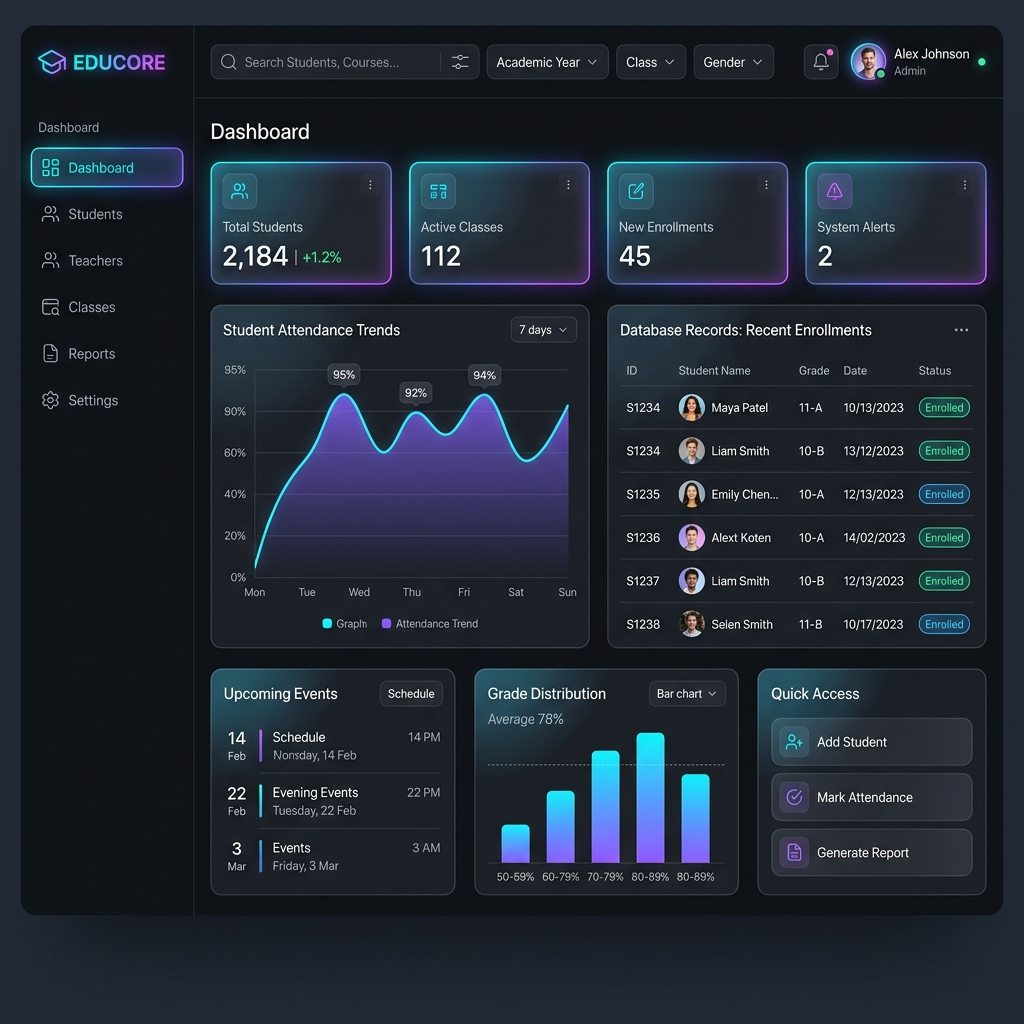 EDUCORE
Search Students, Courses...
Academic Year
Class
Gender
Alex Johnson
Admin
Dashboard
Dashboard
Students
Teachers
Classes
Reports
Settings
Dashboard
Total Students
2,184 | +1.2%
Active Classes
112
New Enrollments
45
System Alerts
2
Student Attendance Trends
7 days
95%
90%
60%
40%
20%
0%
95%
92%
94%
Mon Tue Wed Thu Fri Sat Sun
Graph Attendance Trend
Database Records: Recent Enrollments
ID Student Name Grade Date Status
S1234 Maya Patel 11-A 10/13/2023 Enrolled
S1234 Liam Smith 10-B 13/12/2023 Enrolled
S1235 Emily Chen... 10-A 12/13/2023 Enrolled
S1236 Alext Koten 10-A 14/02/2023 Enrolled
S1237 Liam Smith 10-B 12/13/2023 Enrolled
S1238 Selen Smith 11-B 10/17/2023 Enrolled
Upcoming Events
Schedule
14 Feb
Schedule 14 PM
14 Feb
22 Feb
Evening Events 22 PM
Tuesday, 22 Feb
3 Mar
Events 3 AM
Friday, 3 Mar
Grade Distribution
Bar chart
Average 78%
50-59% 60-79% 70-79% 80-89% 80-89%
Quick Access
Add Student
Mark Attendance
Generate Report